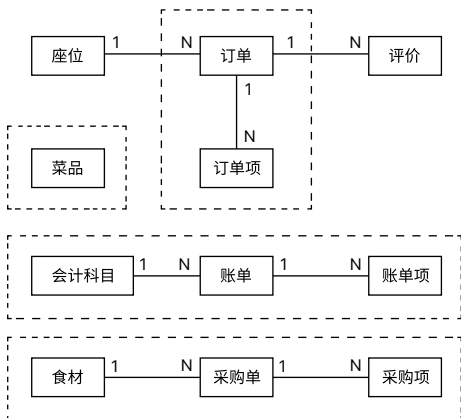 座位 1 N 订单 1 N 评价
1
N
菜品 订单项
会计科目 1 N 账单 1 N 账单项
食材 1 N 采购单 1 N 采购项